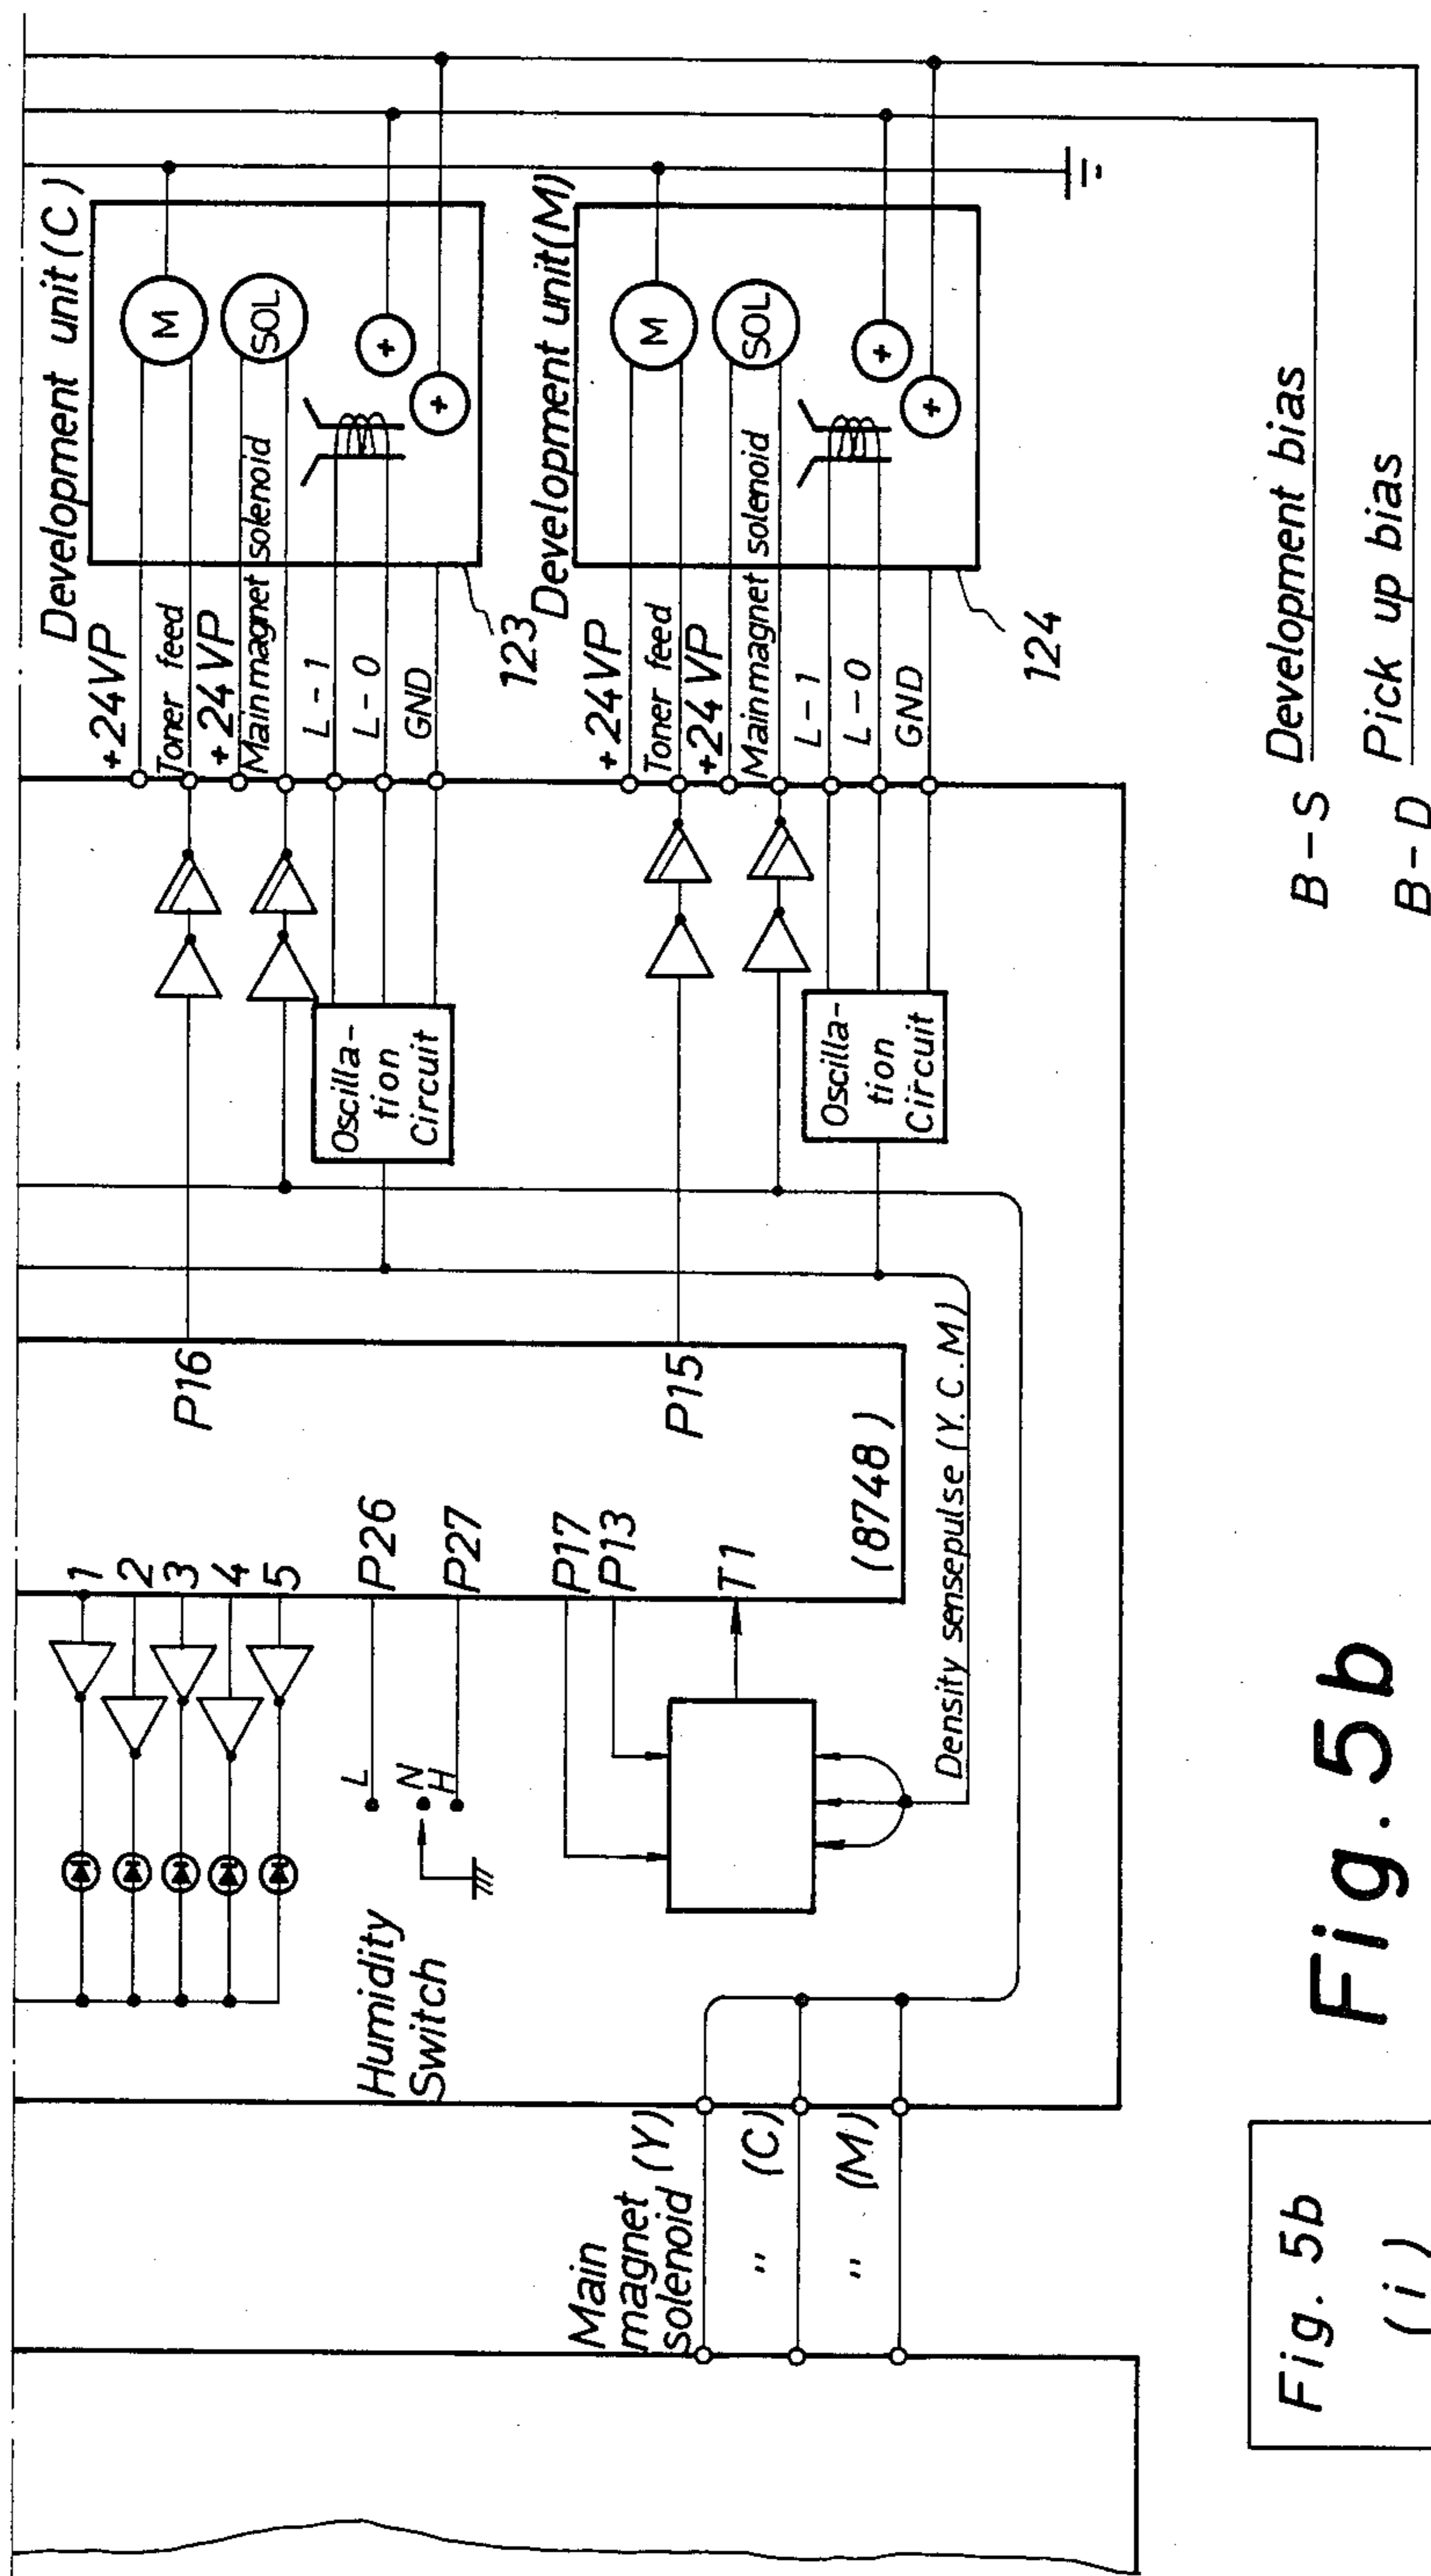 Development unit(C)
+24VP
Toner feed
+24VP
Main magnet solenoid
L-1
L-0
GND
M
SOL
+
+
123
Development unit(M)
+24VP
Toner feed
+24VP
Main magnet solenoid
L-1
L-0
GND
M
SOL
+
+
124
Oscilla-
tion
Circuit
Oscilla-
tion
Circuit
P16
P15
1
2
3
4
5
P26
P27
P17
P13
T1
(8748)
L
N
H
Humidity
Switch
Density sensepulse (Y.C.M)
Main
magnet
solenoid (Y)
" (C)
" (M)
B-S Development bias
B-D Pick up bias
Fig. 5b
Fig. 5b
(i)